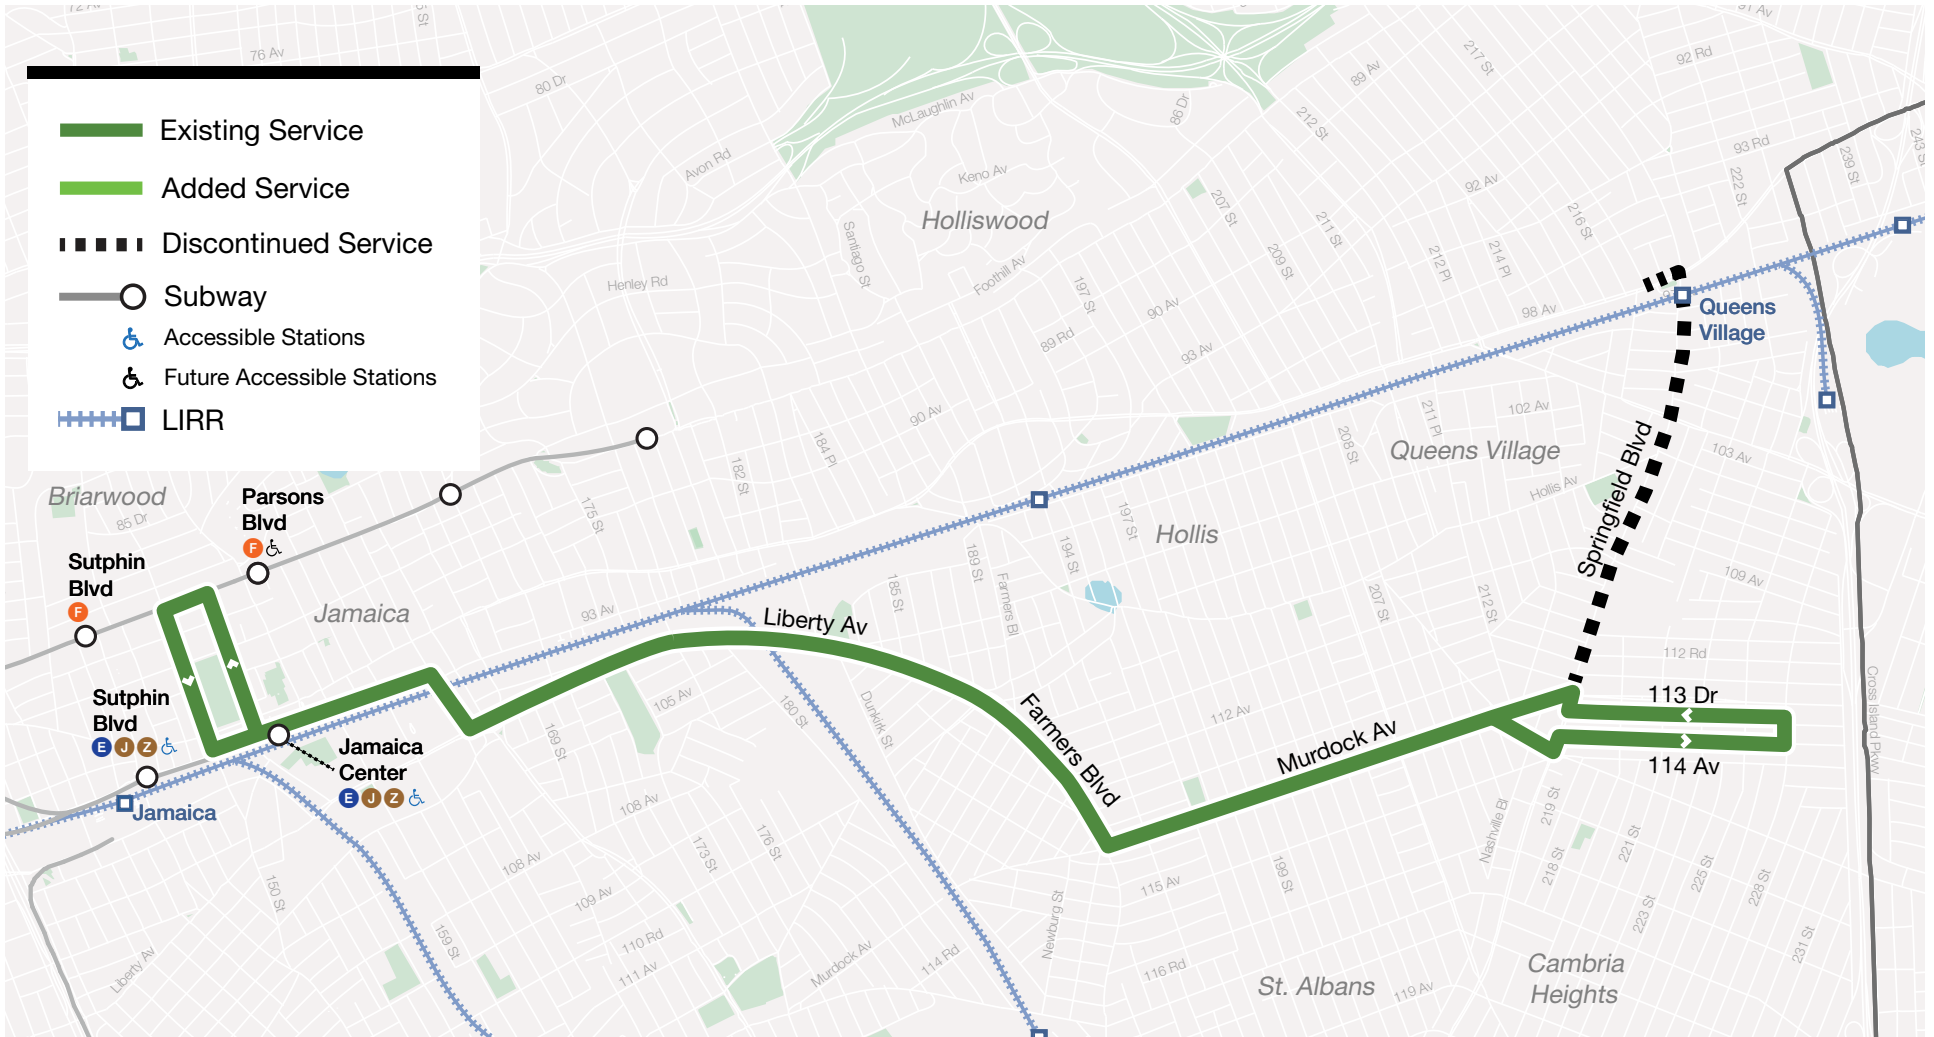 72 Av
76 Av
80 Dr
McLaughlin Av
86 Dr
89 Av
217 St
92 Rd
91 Av
212 St
93 Rd
239 St
243 St
Existing Service
Added Service
Discontinued Service
Subway
Accessible Stations
Future Accessible Stations
LIRR
Avon Rd
Keno Av
Holliswood
Santiago St
Foothill Av
Henley Rd
197 St
90 Av
89 Rd
93 Av
207 St
209 St
211 St
92 Av
216 St
222 St
212 Pl
214 Pl
98 Av
Queens
Village
90 Av
184 Pl
182 St
175 St
208 St
211 Pl
102 Av
Queens Village
Hollis Av
103 Av
Springfield Blvd
109 Av
Briarwood
85 Dr
Parsons
Blvd
F
Sutphin
Blvd
F
Jamaica
93 Av
185 St
189 St
Farmers Bl
194 St
197 St
Hollis
207 St
212 St
112 Rd
Liberty Av
Sutphin
Blvd
E J Z
Jamaica
Jamaica
Center
E J Z
169 St
105 Av
180 St
Dunkirk St
Farmers Blvd
112 Av
Murdock Av
113 Dr
114 Av
Cross Island Pkwy
108 Av
108 Av
173 St
176 St
109 Av
110 Rd
111 Av
150 St
159 St
Liberty Av
Murdock Av
114 Rd
Newburg St
115 Av
116 Rd
199 St
St. Albans
119 Av
Nashville Bl
219 St
218 St
221 St
223 St
225 St
228 St
231 St
Cambria
Heights